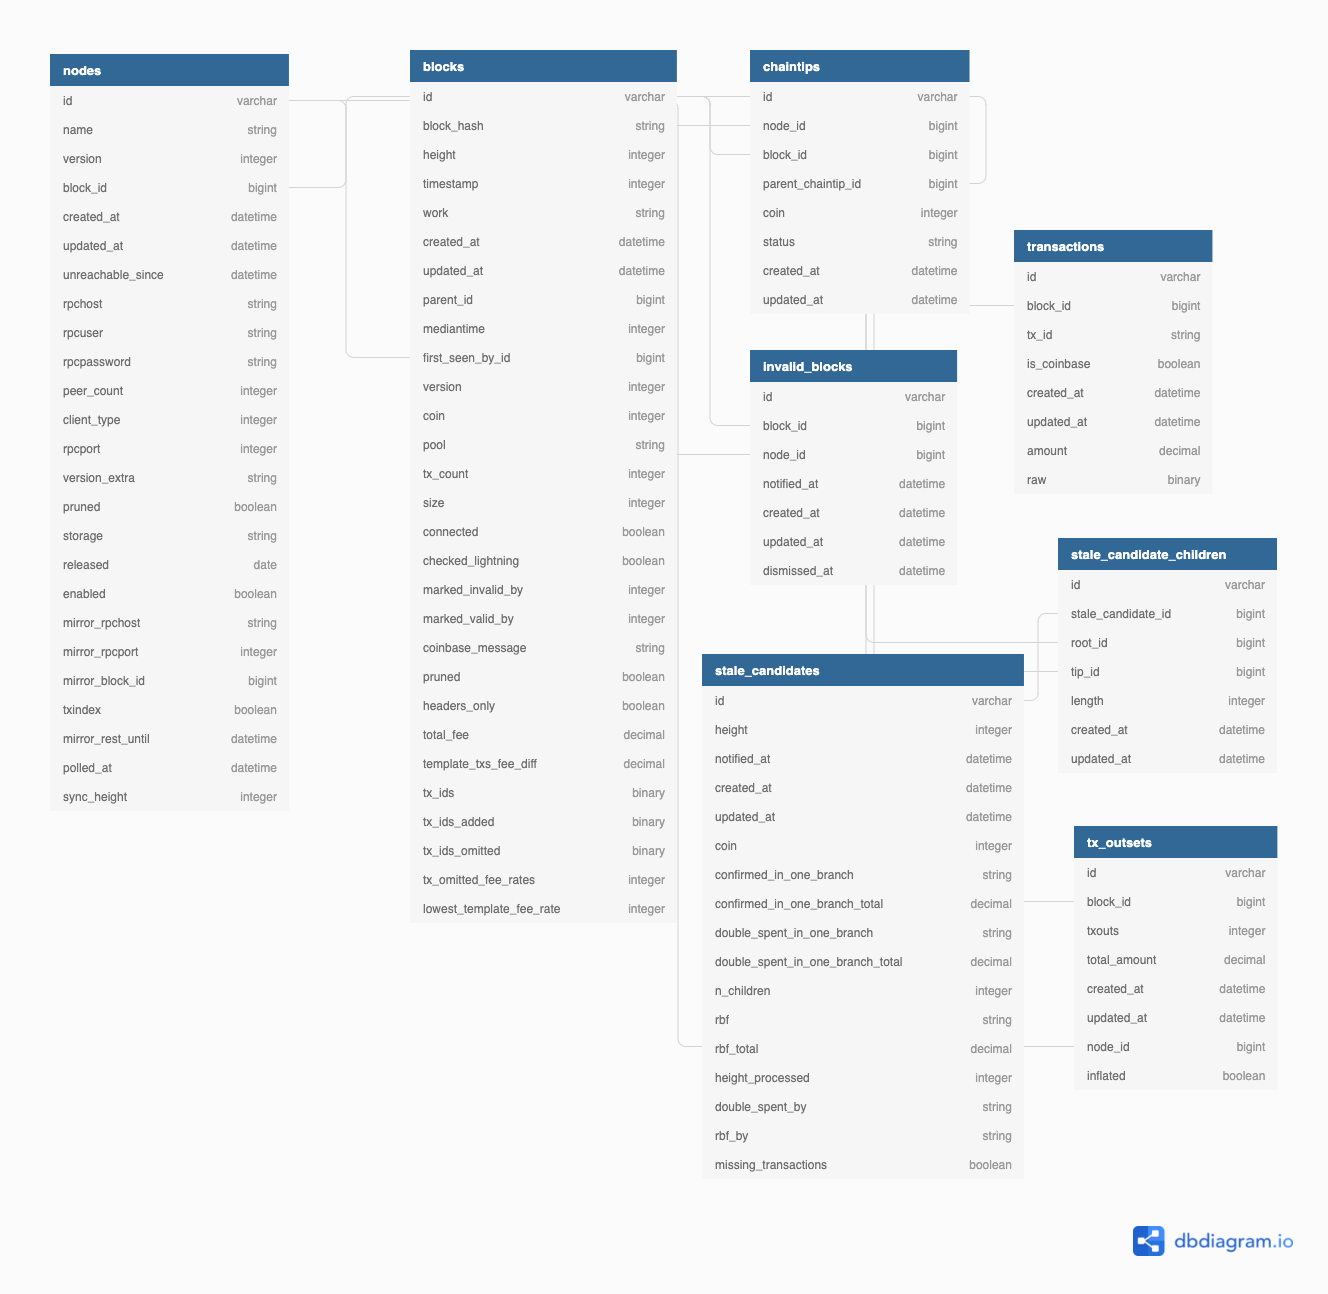 nodes
id varchar
name string
version integer
block_id bigint
created_at datetime
updated_at datetime
unreachable_since datetime
rpchost string
rpcuser string
rpcpassword string
peer_count integer
client_type integer
rpcport integer
version_extra string
pruned boolean
storage string
released date
enabled boolean
mirror_rpchost string
mirror_rpcport integer
mirror_block_id bigint
txindex boolean
mirror_rest_until datetime
polled_at datetime
sync_height integer
blocks
id varchar
block_hash string
height integer
timestamp integer
work string
created_at datetime
updated_at datetime
parent_id bigint
mediantime integer
first_seen_by_id bigint
version integer
coin integer
pool string
tx_count integer
size integer
connected boolean
checked_lightning boolean
marked_invalid_by integer
marked_valid_by integer
coinbase_message string
pruned boolean
headers_only boolean
total_fee decimal
template_txs_fee_diff decimal
tx_ids binary
tx_ids_added binary
tx_ids_omitted binary
tx_omitted_fee_rates integer
lowest_template_fee_rate integer
chaintips
id varchar
node_id bigint
block_id bigint
parent_chaintip_id bigint
coin integer
status string
created_at datetime
updated_at datetime
transactions
id varchar
block_id bigint
tx_id string
is_coinbase boolean
created_at datetime
updated_at datetime
amount decimal
raw binary
invalid_blocks
id varchar
block_id bigint
node_id bigint
notified_at datetime
created_at datetime
updated_at datetime
dismissed_at datetime
stale_candidate_children
id varchar
stale_candidate_id bigint
root_id bigint
tip_id bigint
length integer
created_at datetime
updated_at datetime
stale_candidates
id varchar
height integer
notified_at datetime
created_at datetime
updated_at datetime
coin integer
confirmed_in_one_branch string
confirmed_in_one_branch_total decimal
double_spent_in_one_branch string
double_spent_in_one_branch_total decimal
n_children integer
rbf string
rbf_total decimal
height_processed integer
double_spent_by string
rbf_by string
missing_transactions boolean
tx_outsets
id varchar
block_id bigint
txouts integer
total_amount decimal
created_at datetime
updated_at datetime
node_id bigint
inflated boolean
dbdiagram.io